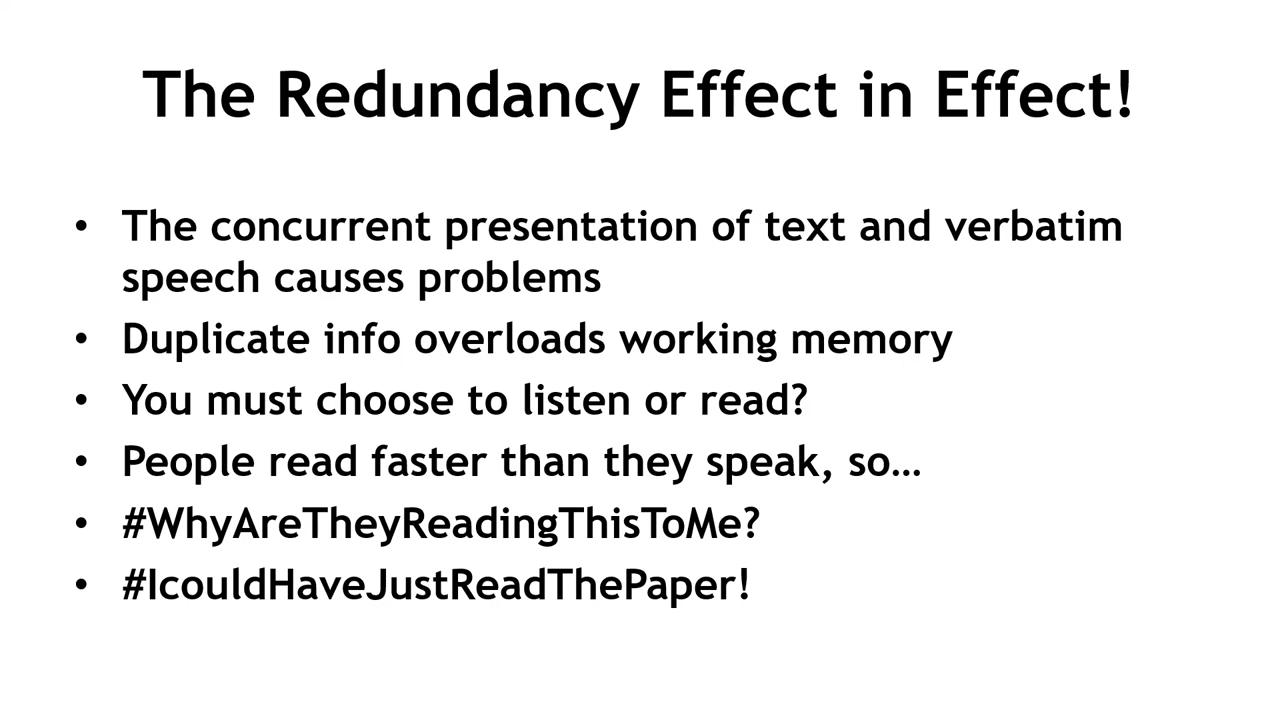 The Redundancy Effect in Effect!
• The concurrent presentation of text and verbatim
speech causes problems
• Duplicate info overloads working memory
• You must choose to listen or read?
• People read faster than they speak, so…
• #WhyAreTheyReadingThisToMe?
• #IcouldHaveJustReadThePaper!